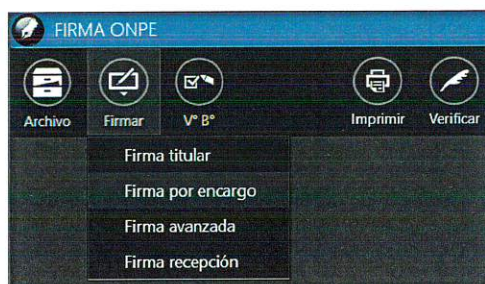 FIRMA ONPE
Archivo Firmar V° B° Imprimir Verificar
Firma titular
Firma por encargo
Firma avanzada
Firma recepción